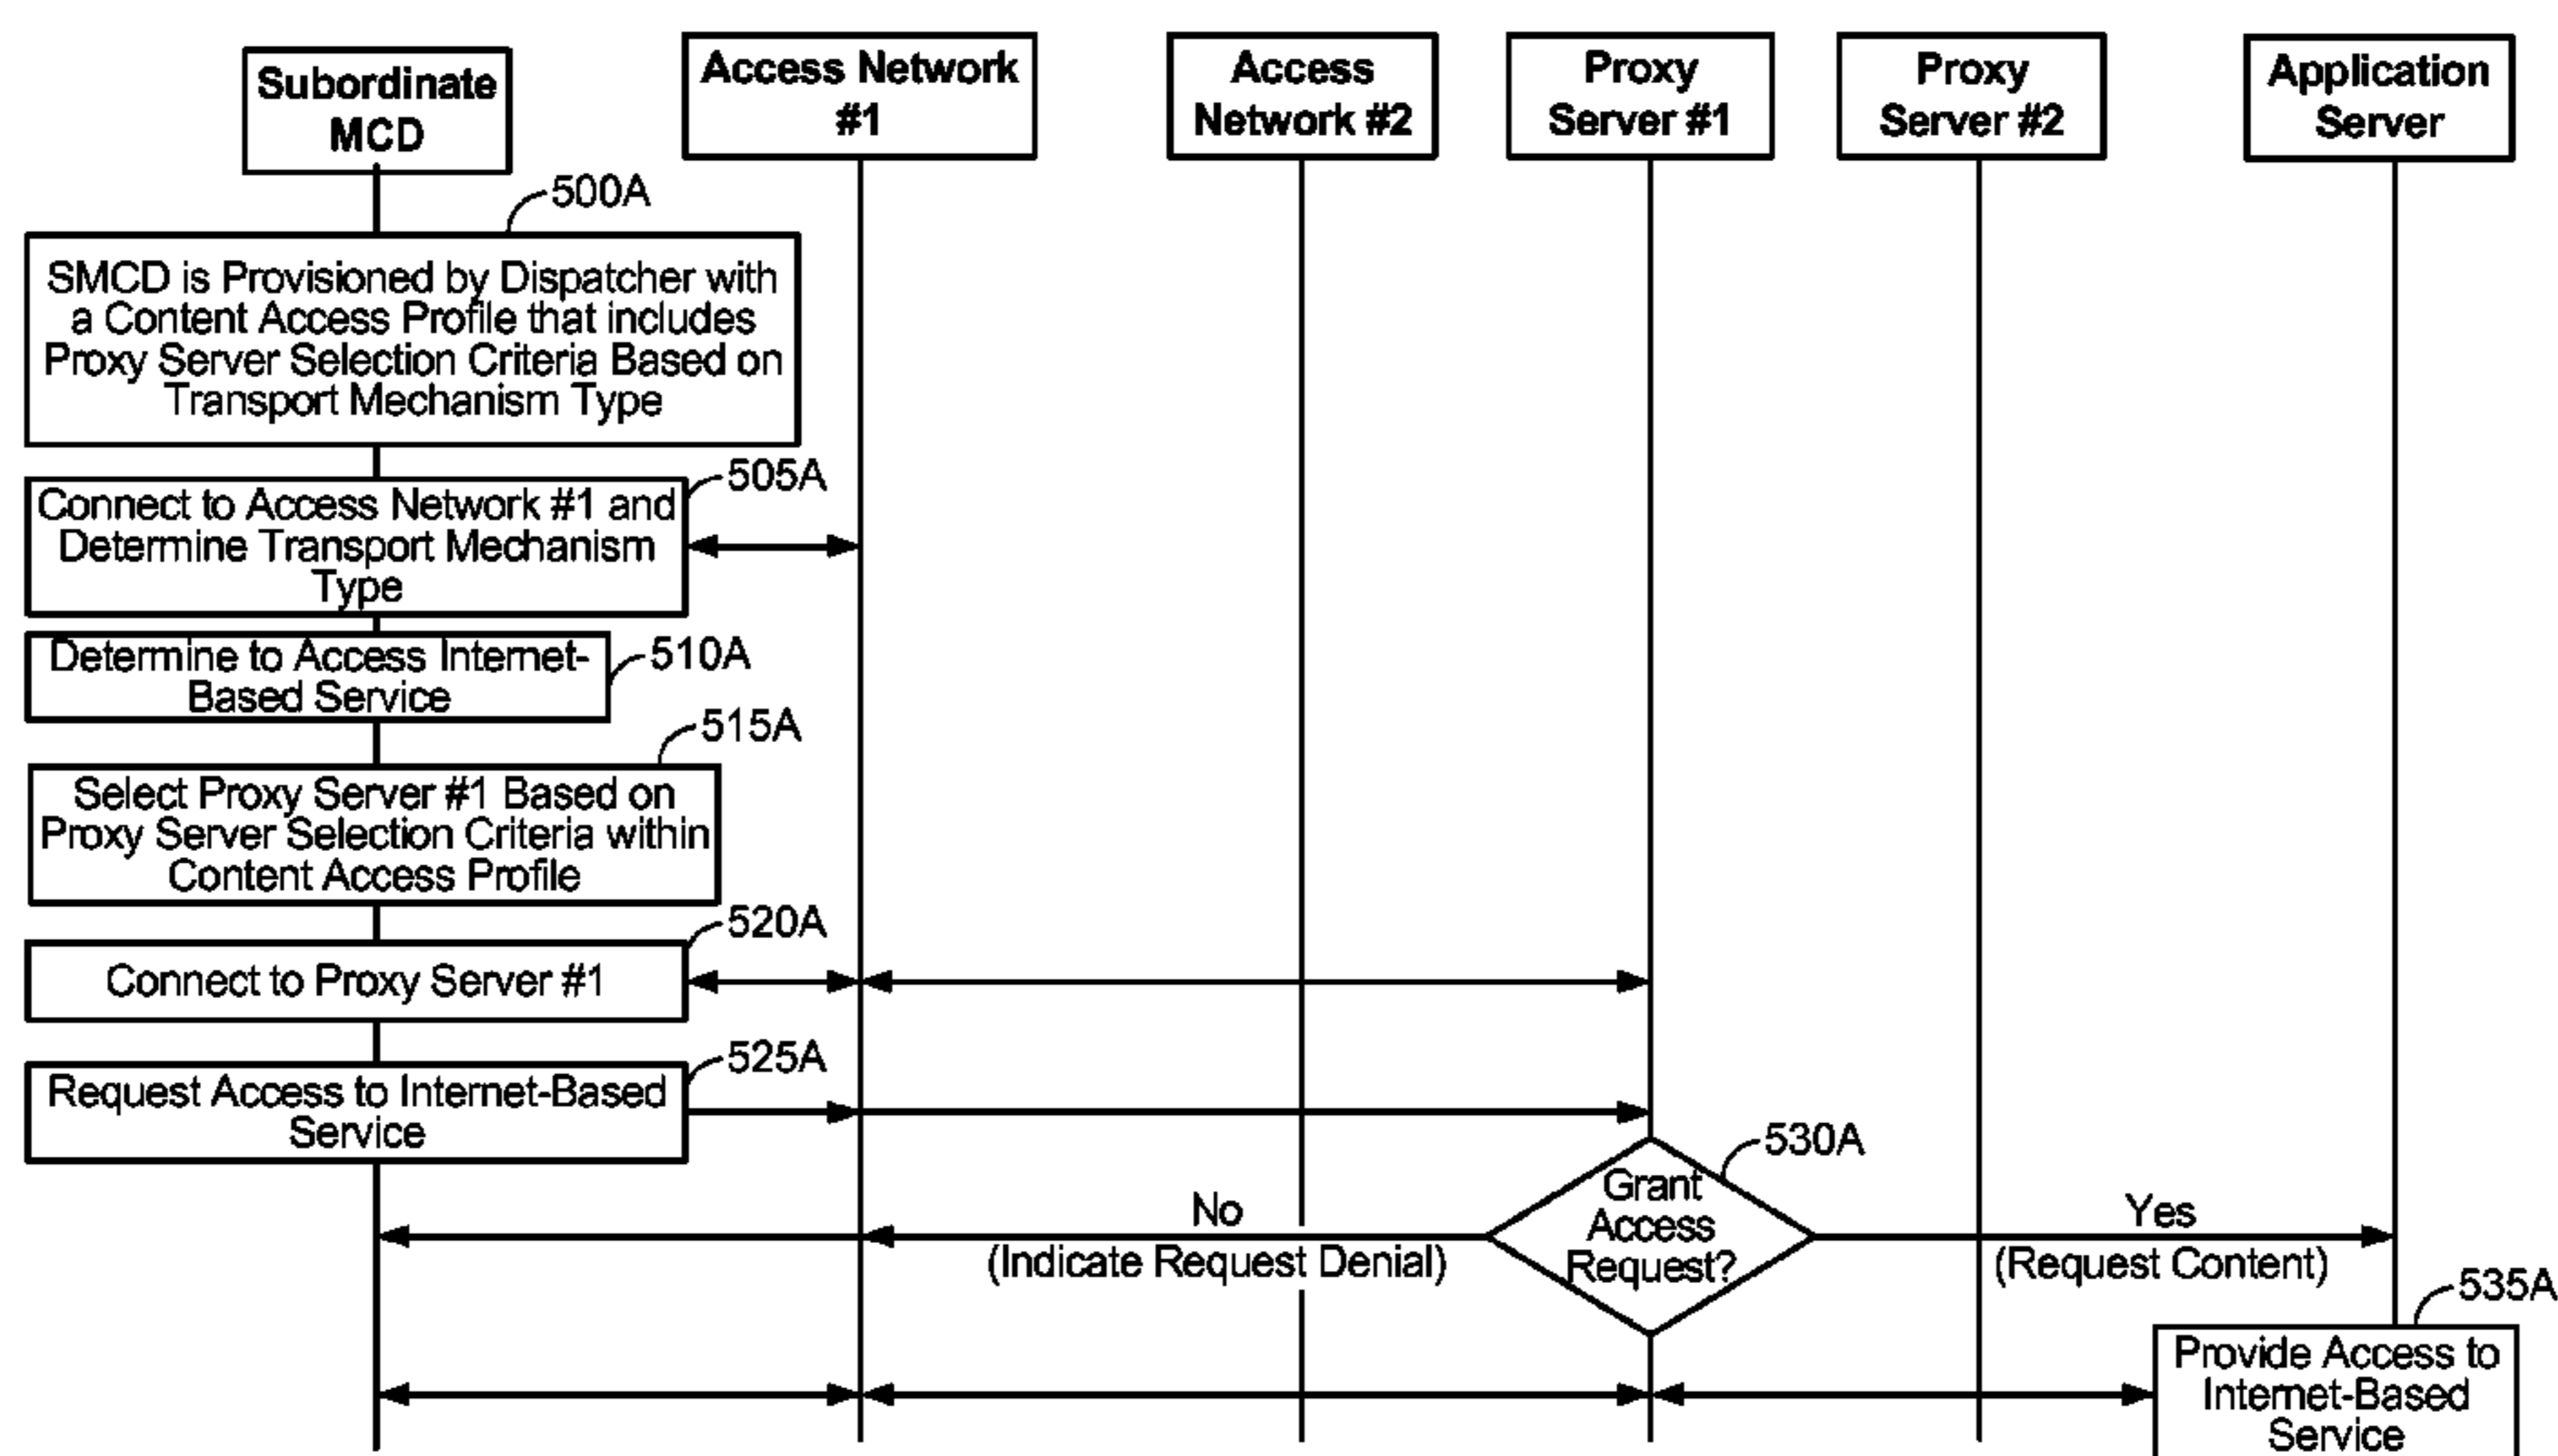 Subordinate
MCD
Access Network
#1
Access
Network #2
Proxy
Server #1
Proxy
Server #2
Application
Server
500A
SMCD is Provisioned by Dispatcher with
a Content Access Profile that includes
Proxy Server Selection Criteria Based on
Transport Mechanism Type
505A
Connect to Access Network #1 and
Determine Transport Mechanism
Type
510A
Determine to Access Internet-
Based Service
515A
Select Proxy Server #1 Based on
Proxy Server Selection Criteria within
Content Access Profile
520A
Connect to Proxy Server #1
525A
Request Access to Internet-Based
Service
530A
Grant
Access
Request?
No
(Indicate Request Denial)
Yes
(Request Content)
535A
Provide Access to
Internet-Based
Service